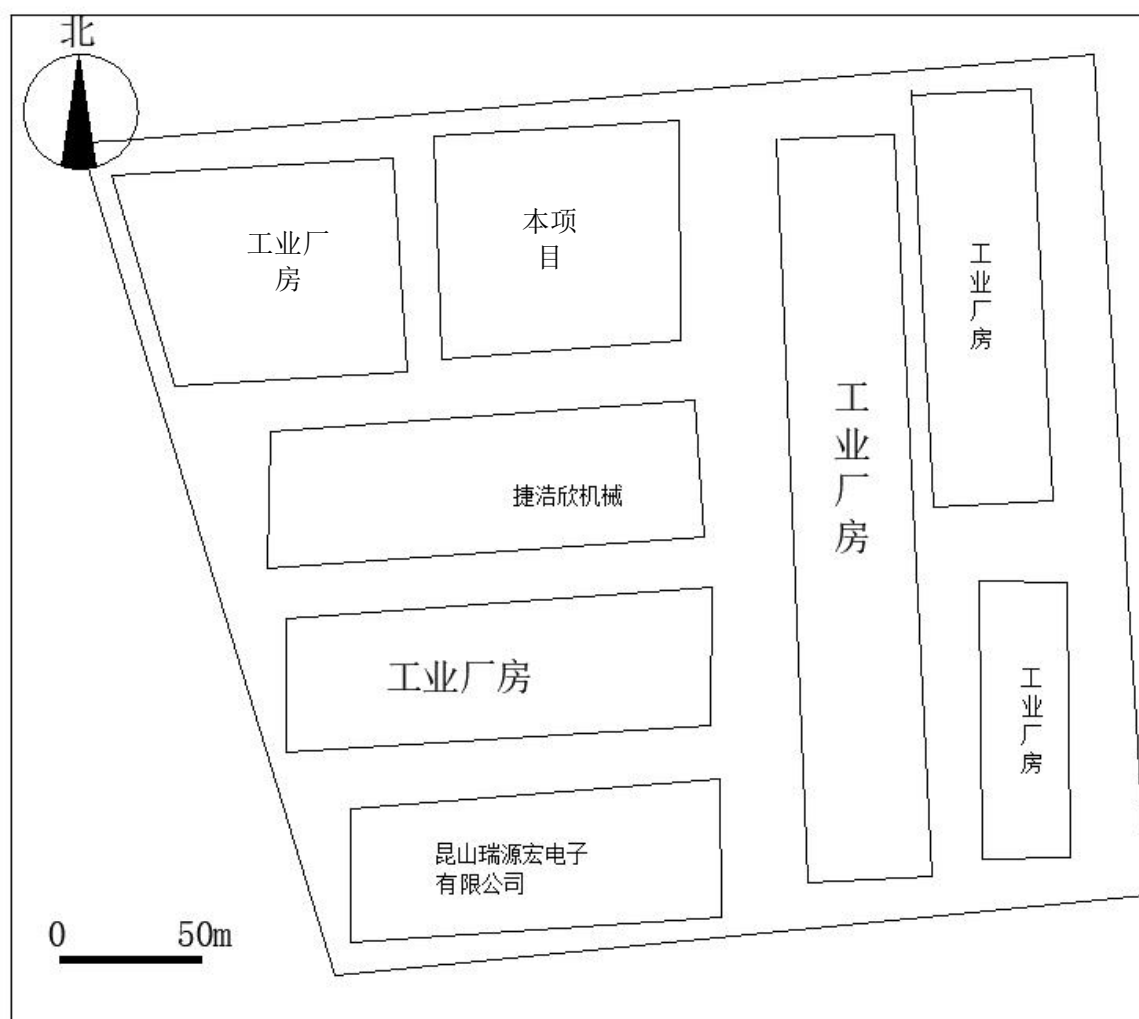 北
工业厂
房
本项
目
工业厂房
工业厂房
捷浩欣机械
工业厂房
工业厂房
昆山瑞源宏电子
有限公司
0 50m